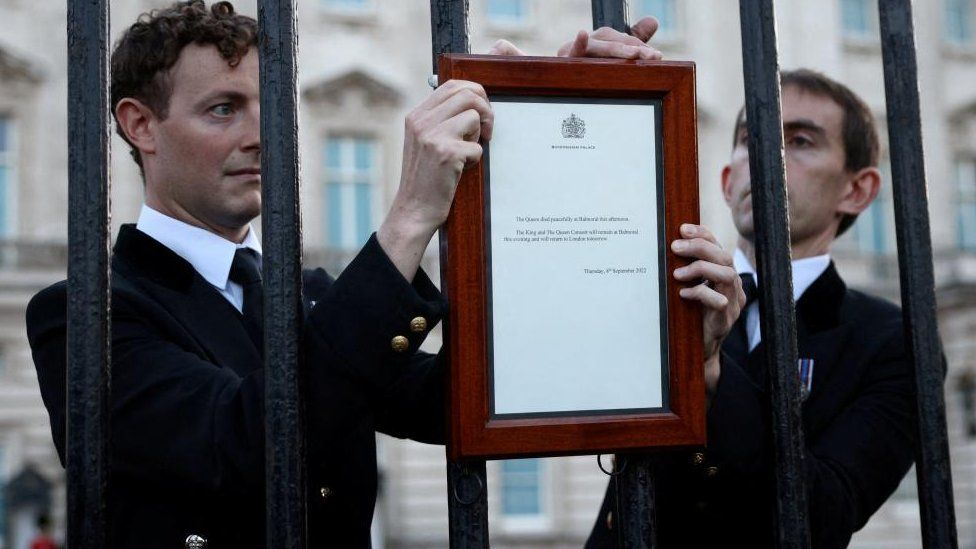 BUCKINGHAM PALACE
The Queen died peacefully at Balmoral this afternoon.
The King and The Queen Consort will remain at Balmoral
this evening and will return to London tomorrow.
Thursday, 8th September 2022